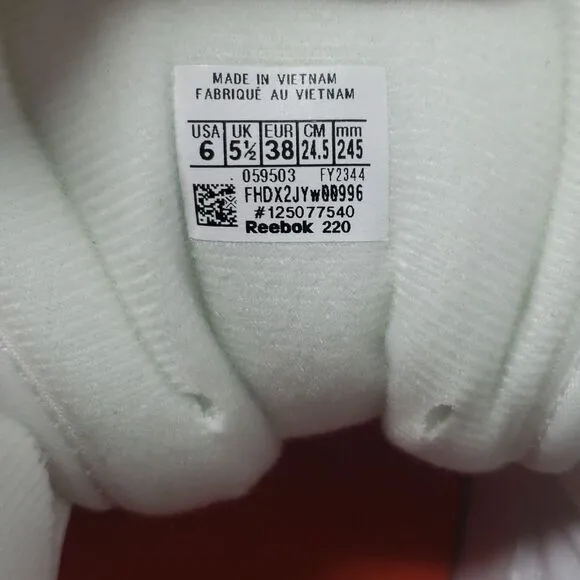 MADE IN VIETNAM
FABRIQUÉ AU VIETNAM
USA UK EUR CM mm
6 5½ 38 24.5 245
. 059503 FY2344
FHDX2JYw00996
#125077540
Reebok 220